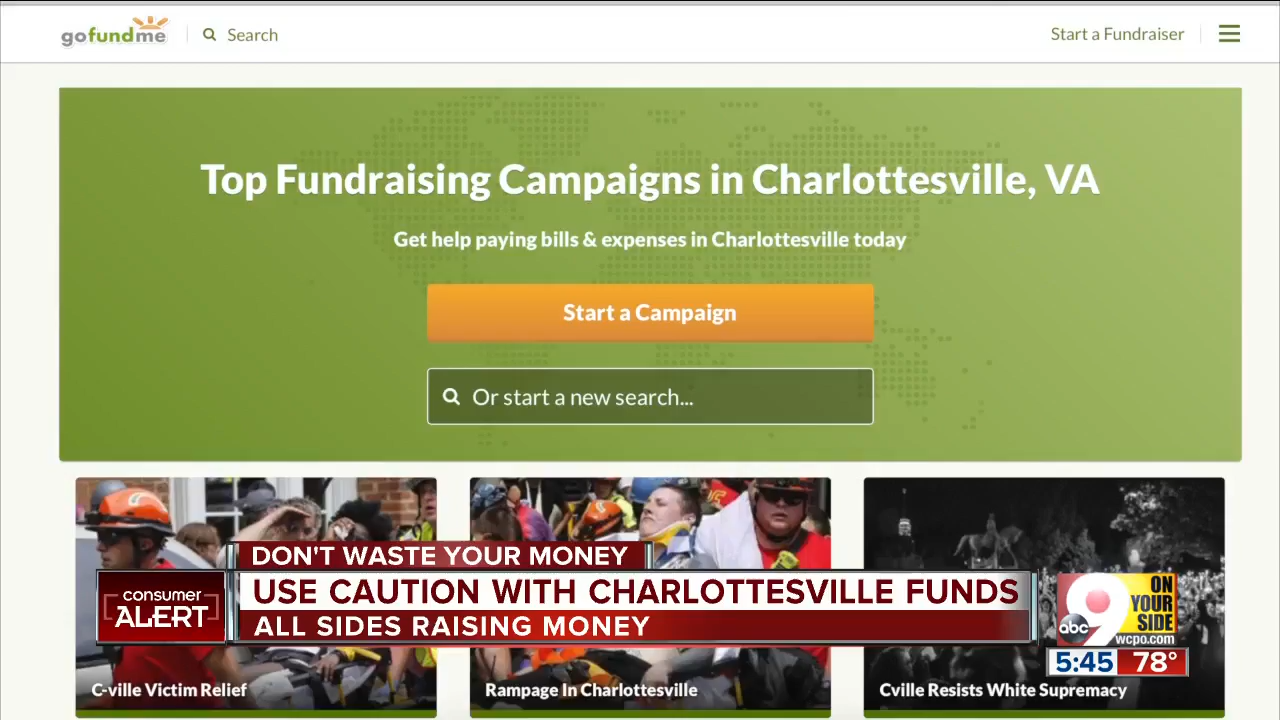 gofundme
Search
Start a Fundraiser
Top Fundraising Campaigns in Charlottesville, VA
Get help paying bills & expenses in Charlottesville today
Start a Campaign
Or start a new search...
DON'T WASTE YOUR MONEY
consumer
ALERT
USE CAUTION WITH CHARLOTTESVILLE FUNDS
ALL SIDES RAISING MONEY
abc 9
ON
YOUR
SIDE
wcpo.com
5:45 78°
C-ville Victim Relief
Rampage In Charlottesville
Cville Resists White Supremacy